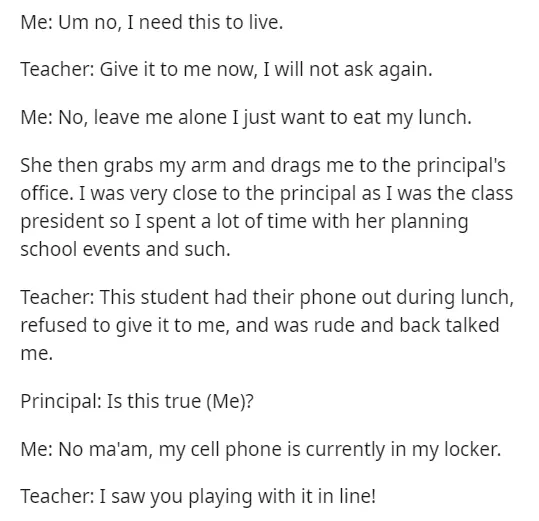 Me: Um no, I need this to live.
Teacher: Give it to me now, I will not ask again.
Me: No, leave me alone I just want to eat my lunch.
She then grabs my arm and drags me to the principal's
office. I was very close to the principal as I was the class
president so I spent a lot of time with her planning
school events and such.
Teacher: This student had their phone out during lunch,
refused to give it to me, and was rude and back talked
me.
Principal: Is this true (Me)?
Me: No ma'am, my cell phone is currently in my locker.
Teacher: I saw you playing with it in line!